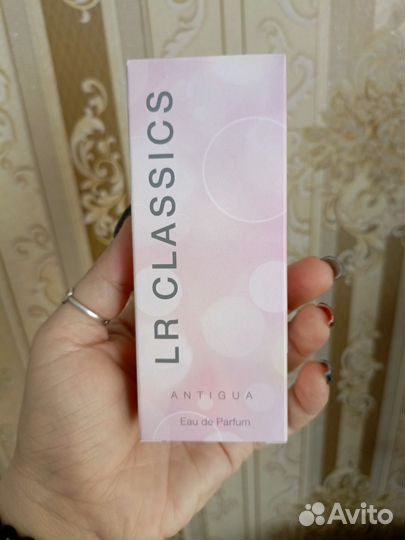 LR CLASSICS
ANTIGUA
Eau de Parfum
Avito